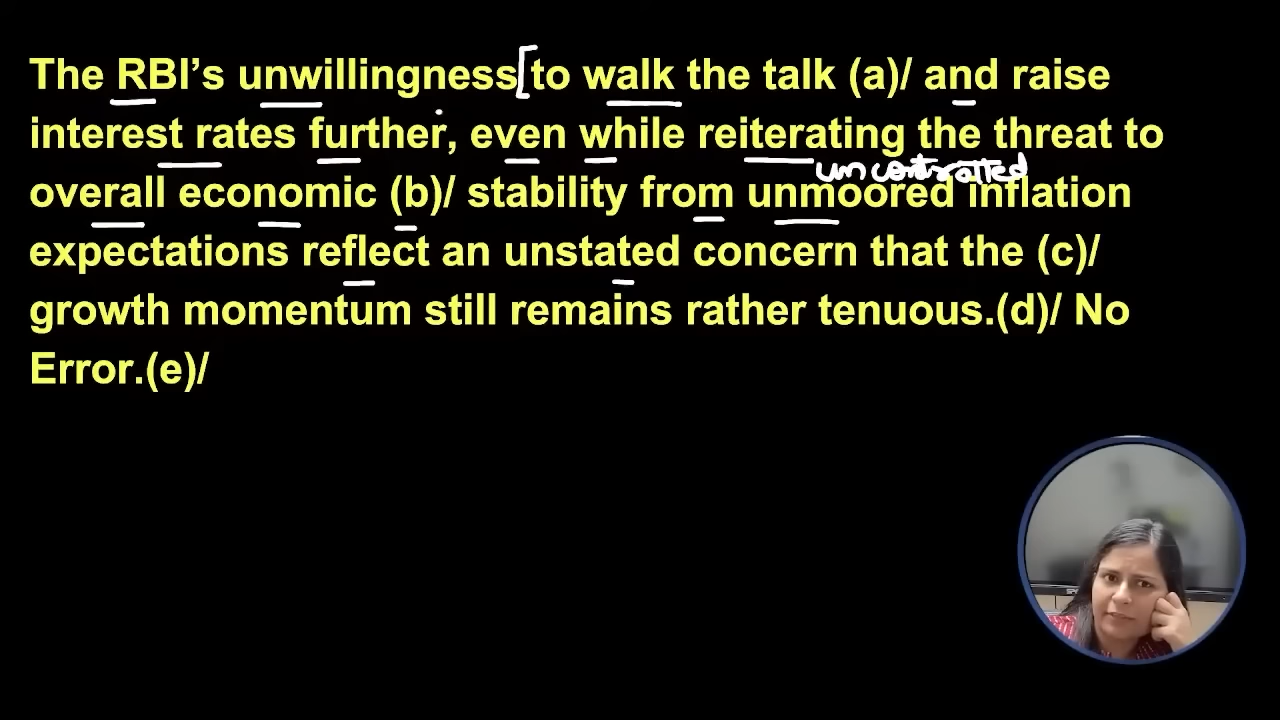 The RBI’s unwillingness [to walk the talk (a)/ and raise
interest rates further, even while reiterating the threat to
uncontrolled
overall economic (b)/ stability from unmoored inflation
expectations reflect an unstated concern that the (c)/
growth momentum still remains rather tenuous.(d)/ No
Error.(e)/